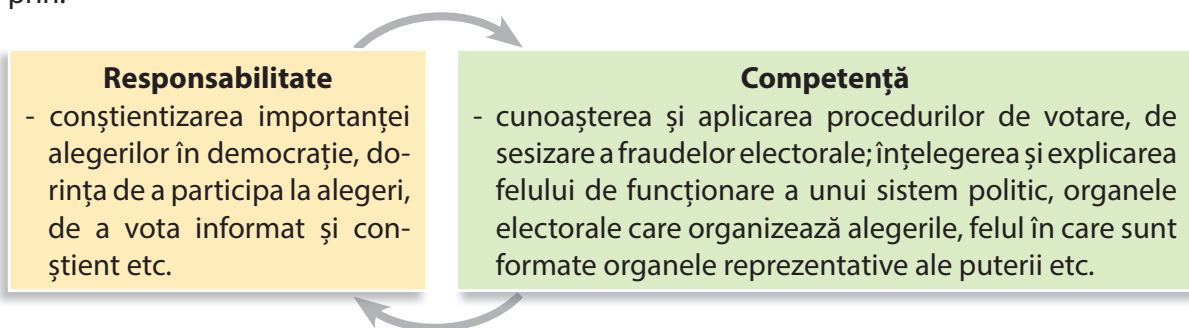 prin:
Responsabilitate
- conștientizarea importanței
alegerilor în democrație, do-
rința de a participa la alegeri,
de a vota informat și con-
știent etc.
Competență
- cunoașterea și aplicarea procedurilor de votare, de
sesizare a fraudelor electorale; înțelegerea și explicarea
felului de funcționare a unui sistem politic, organele
electorale care organizează alegerile, felul în care sunt
formate organele reprezentative ale puterii etc.